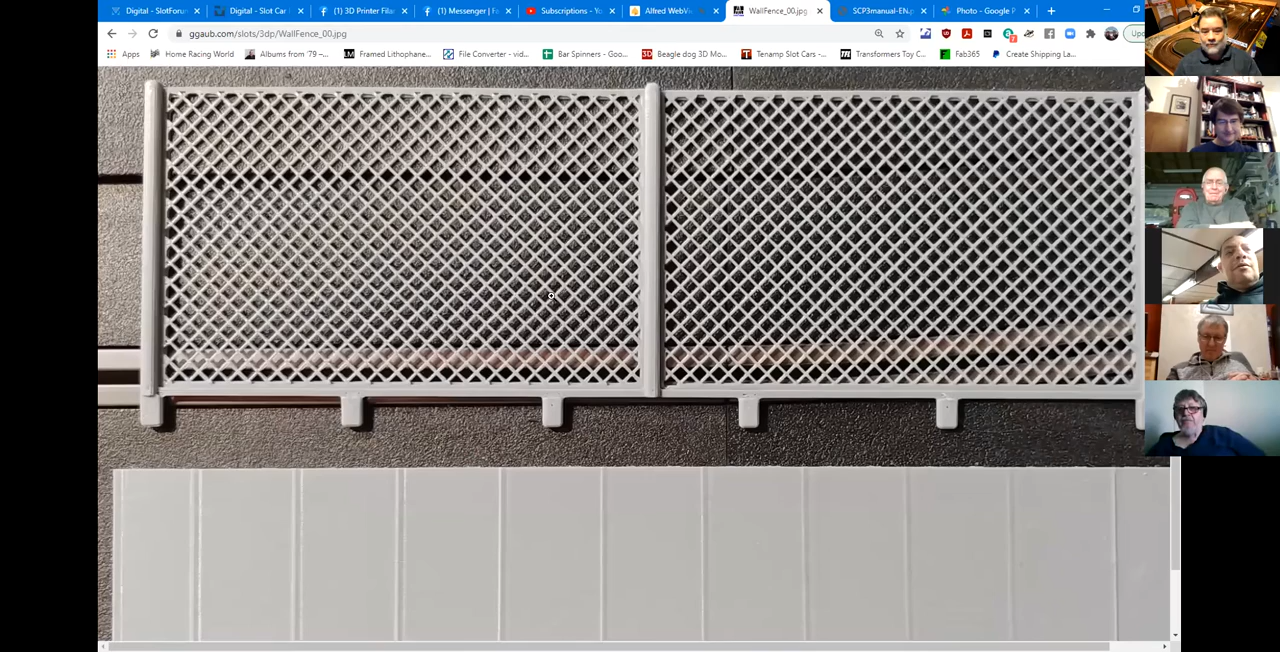 Digital - SlotForu
Digital - Slot Car
(1) 3D Printer Fila
(1) Messenger | Fa
Subscriptions - Yo
Alfred WebVi
WallFence_00.jpg
SCP3manual-EN.p
Photo - Google P
ggaub.com/slots/3dp/WallFence_00.jpg
Apps
Home Racing World
Albums from '79 –...
Framed Lithophane...
File Converter - vid...
Bar Spinners - Goo...
Beagle dog 3D Mo...
Tenamp Slot Cars -...
Transformers Toy C...
Fab365
Create Shipping La...